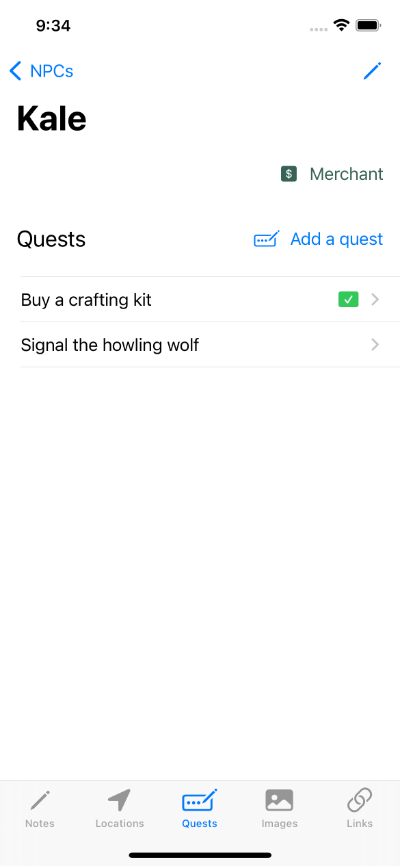 9:34
NPCs
Kale
$ Merchant
Quests
Add a quest
Buy a crafting kit
Signal the howling wolf
Notes
Locations
Quests
Images
Links